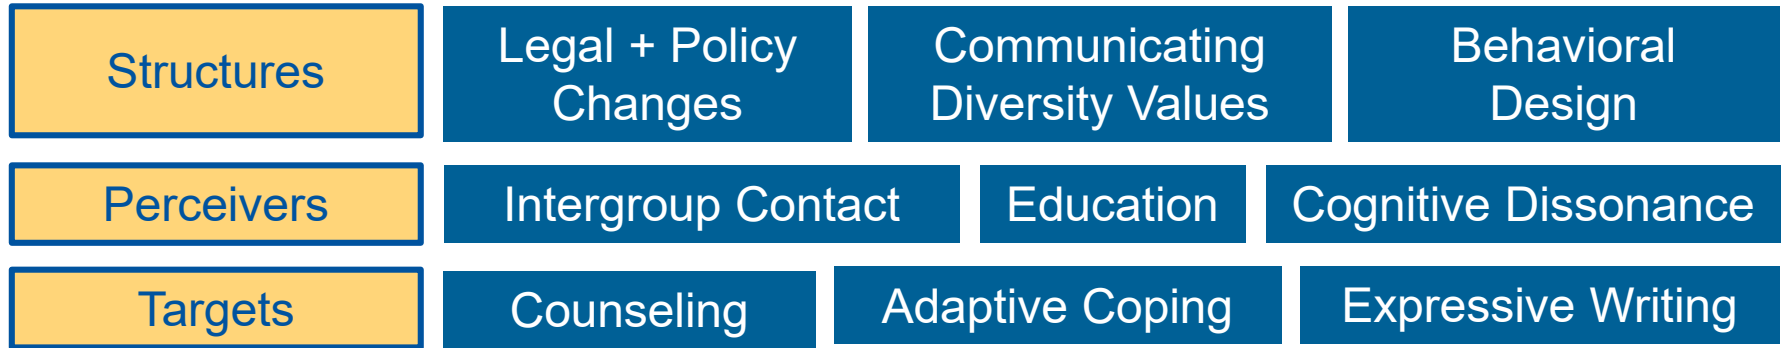 Structures
Legal + Policy
Changes
Communicating
Diversity Values
Behavioral
Design
Perceivers
Intergroup Contact
Education
Cognitive Dissonance
Targets
Counseling
Adaptive Coping
Expressive Writing